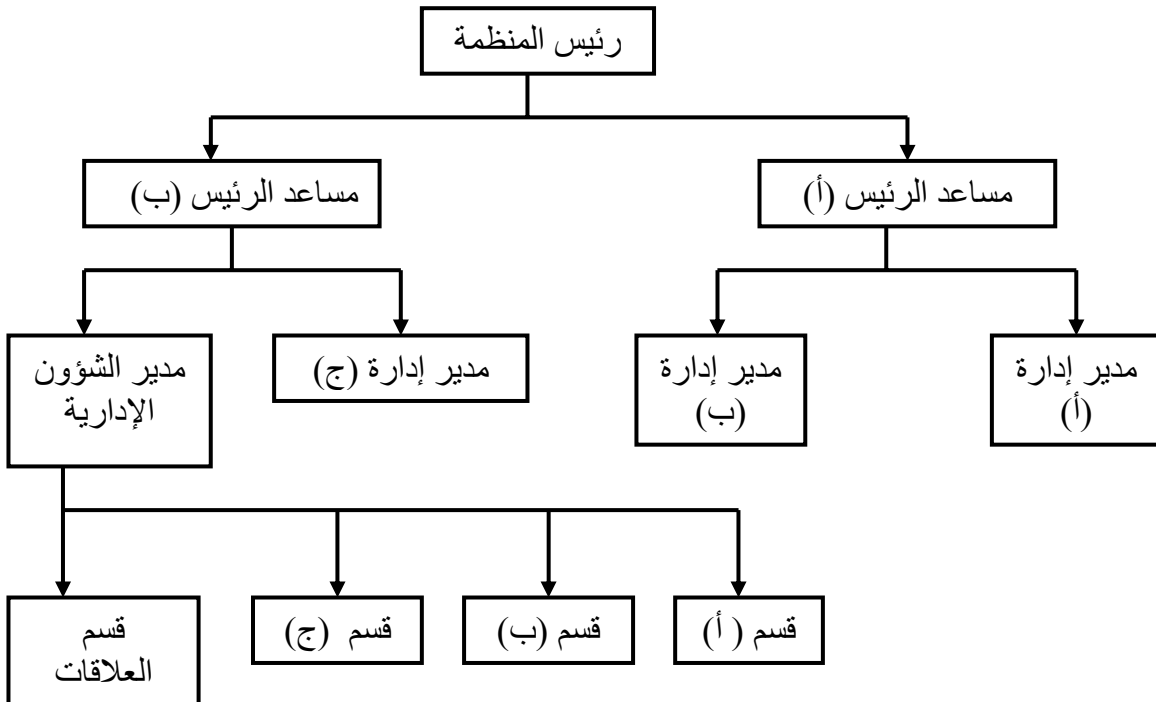 رئيس المنظمة
مساعد الرئيس (أ)
مساعد الرئيس (ب)
مدير إدارة
(أ)
مدير إدارة
(ب)
مدير إدارة (ج)
مدير الشؤون
الإدارية
قسم ( أ)
قسم (ب)
قسم (ج)
قسم
العلاقات